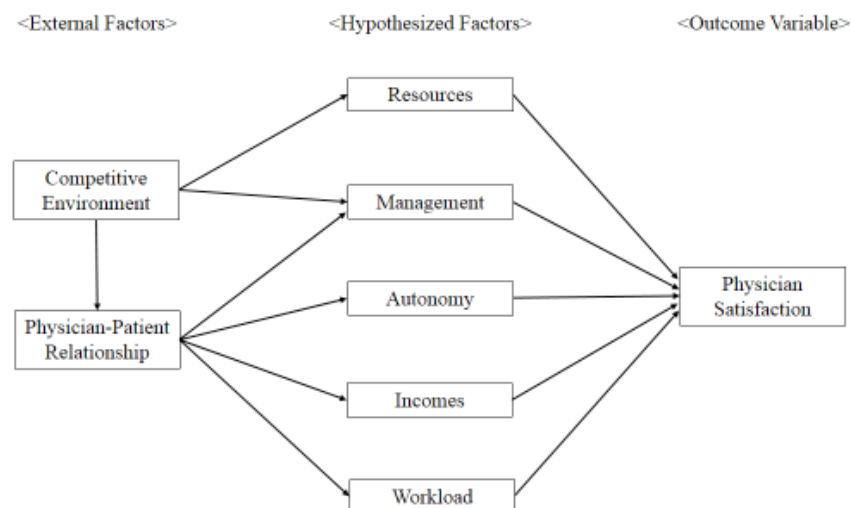 <External Factors>
<Hypothesized Factors>
<Outcome Variable>
Resources
Competitive
Environment
Management
Physician
Satisfaction
Autonomy
Physician-Patient
Relationship
Incomes
Workload